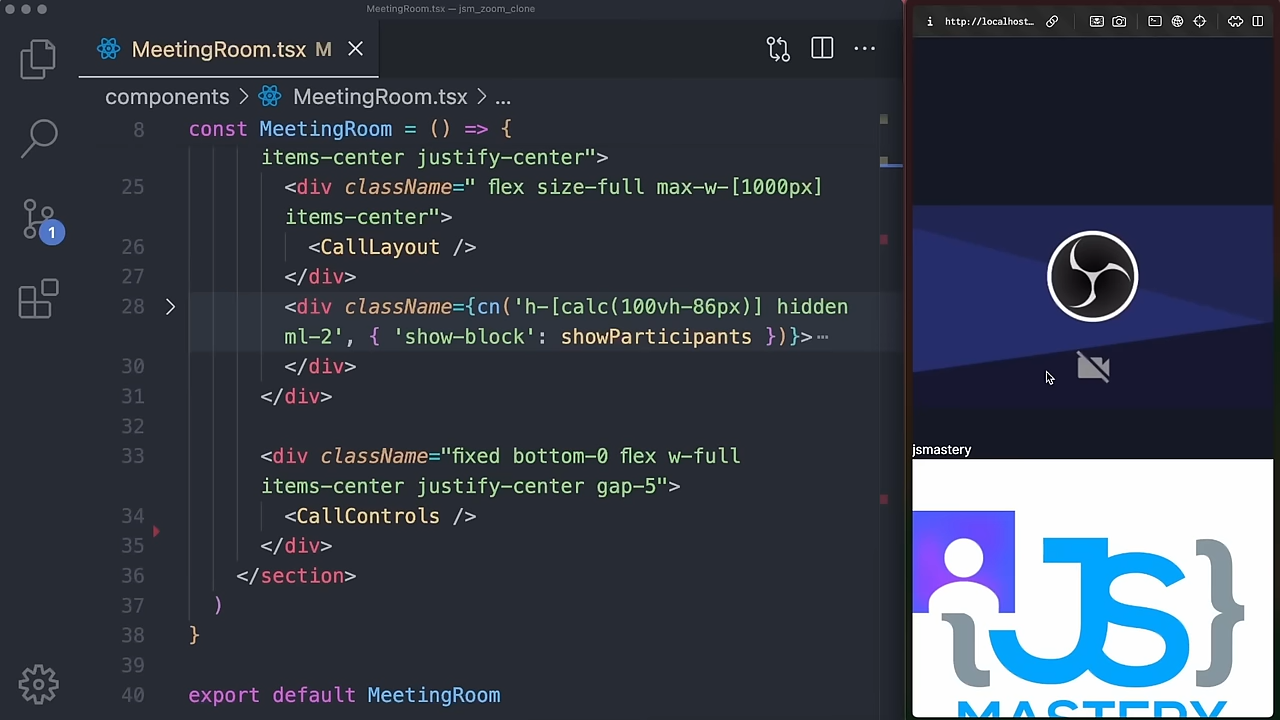 MeetingRoom.tsx — jsm_zoom_clone
MeetingRoom.tsx M
components > MeetingRoom.tsx > ...
8 const MeetingRoom = () => {
items-center justify-center">
25 <div className=" flex size-full max-w-[1000px]
items-center">
26 <CallLayout />
27 </div>
28 <div className={cn('h-[calc(100vh-86px)] hidden
ml-2', { 'show-block': showParticipants })}>⋯
30 </div>
31 </div>
32
33 <div className="fixed bottom-0 flex w-full
items-center justify-center gap-5">
34 <CallControls />
35 </div>
36 </section>
37 )
38 }
39
40 export default MeetingRoom
1
http://localhost…
jsmastery
{JS}
MASTERY